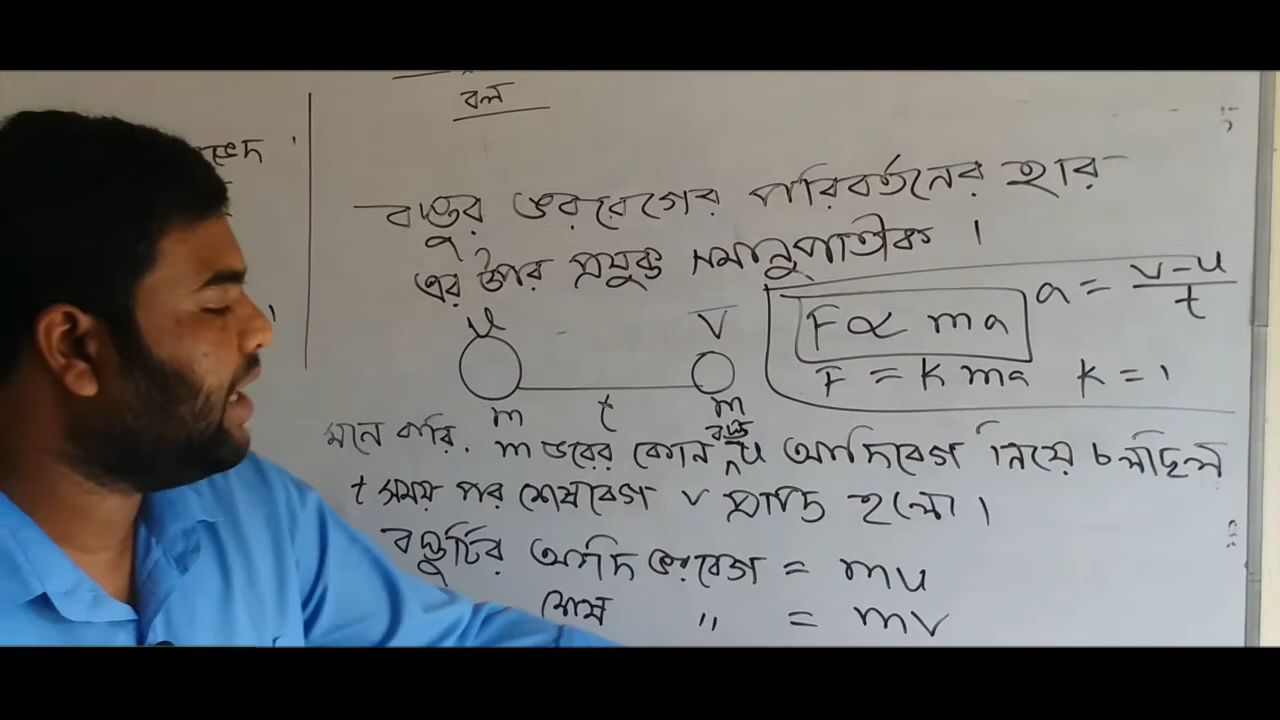 বল
বস্তুর ভরবেগের পরিবর্তনের হার
এর উপর প্রযুক্ত সমানুপাতিক ।
u
v
F ∝ ma
a = v-u/t
F = K ma K = 1
m t m
বস্তু
মনে করি, m ভরের কোন u আদিবেগ নিয়ে চলছিল
t সময় পর শেষবেগ v প্রাপ্ত হলো ।
বস্তুটির আদি ভরবেগ = mu
শেষ " = mv